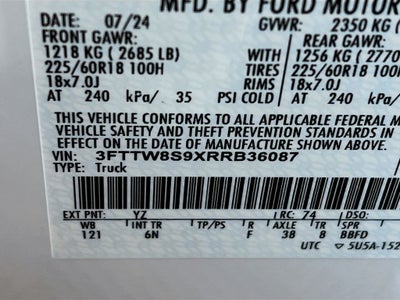 MFD. BY FORD MOTOR
DATE: 07/24 GVWR: 2350 KG (
FRONT GAWR: REAR GAWR:
1218 KG (2685 LB) WITH 1256 KG (2770
225/60R18 100H TIRES 225/60R18 100H
18x7.0J RIMS 18x7.0J
AT 240 kPa/ 35 PSI COLD AT 240 kPa/
THIS VEHICLE CONFORMS TO ALL APPLICABLE FEDERAL M
VEHICLE SAFETY AND THEFT PREVENTION STANDARDS IN
EFFECT ON THE DATE OF MANUFACTURE SHOWN ABOVE.
VIN: 3FTTW8S9XRRB36087
TYPE: Truck
EXT PNT: YZ RC: 74 DSO:
WB INT TR TP/PS R AXLE TR SPR
121 6N F 38 8 BBFD
UTC 5U5A-152